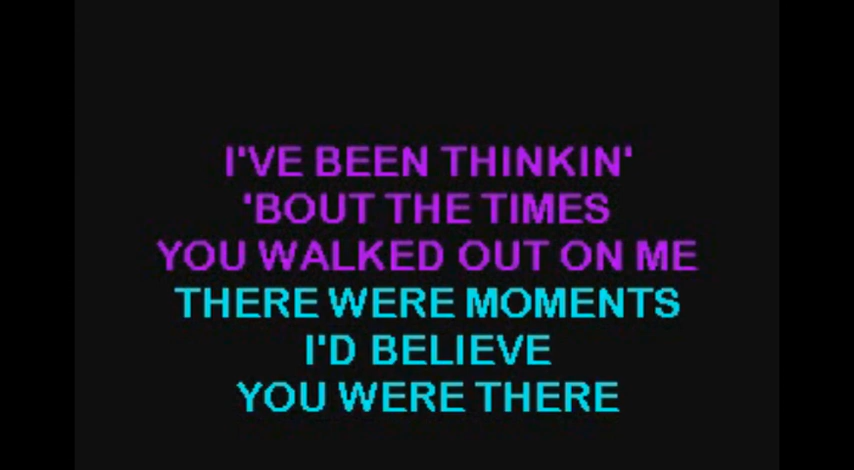 I'VE BEEN THINKIN'
'BOUT THE TIMES
YOU WALKED OUT ON ME
THERE WERE MOMENTS
I'D BELIEVE
YOU WERE THERE